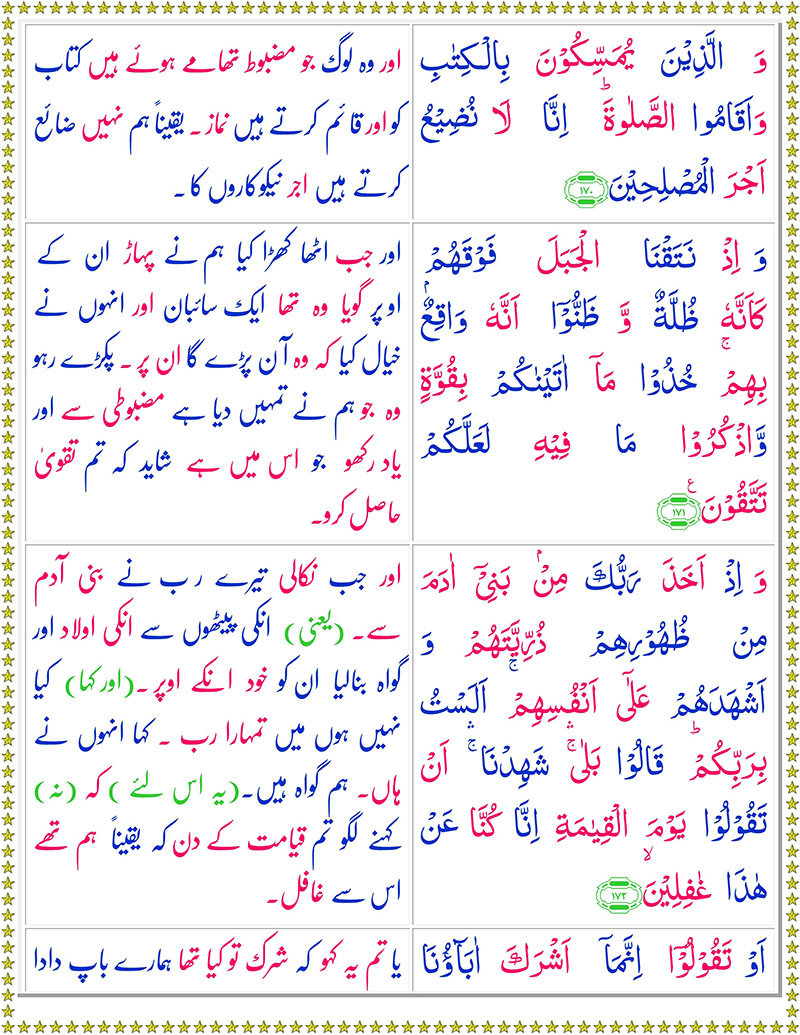 وَ الَّذِيْنَ يُمَسِّكُوْنَ بِالْكِتٰبِ
وَاَقَامُوا الصَّلٰوةَ ؕ اِنَّا لَا نُضِيْعُ
اَجْرَ الْمُصْلِحِيْنَ ﴿۱۷۰﴾
اور وہ لوگ جو مضبوط تھامے ہوئے ہیں کتاب
کو اور قائم کرتے ہیں نماز۔ یقیناً ہم نہیں ضائع
کرتے ہیں اجر نیکوکاروں کا۔
وَ اِذْ نَتَقْنَا الْجَبَلَ فَوْقَهُمْ
كَاَنَّهٗ ظُلَّةٌ وَّ ظَنُّوْۤا اَنَّهٗ وَاقِعٌۢ
بِهِمْ ۚ خُذُوْا مَاۤ اٰتَيْنٰكُمْ بِقُوَّةٍ
وَّاذْكُرُوْا مَا فِيْهِ لَعَلَّكُمْ
تَتَّقُوْنَ ﴿۱۷۱﴾ ع
اور جب اٹھا کھڑا کیا ہم نے پہاڑ ان کے
اوپر گویا وہ تھا ایک سائبان اور انہوں نے
خیال کیا کہ وہ آن پڑے گا ان پر۔ پکڑے رہو
وہ جو ہم نے تمہیں دیا ہے مضبوطی سے اور
یاد رکھو جو اس میں ہے شاید کہ تم تقویٰ
حاصل کرو۔
وَ اِذْ اَخَذَ رَبُّكَ مِنْۢ بَنِيْۤ اٰدَمَ
مِنْ ظُهُوْرِهِمْ ذُرِّيَّتَهُمْ وَ
اَشْهَدَهُمْ عَلٰۤى اَنْفُسِهِمْ ۚ اَلَسْتُ
بِرَبِّكُمْ ؕ قَالُوْا بَلٰى ۛۚ شَهِدْنَا ۛۚ اَنْ
تَقُوْلُوْا يَوْمَ الْقِيٰمَةِ اِنَّا كُنَّا عَنْ
هٰذَا غٰفِلِيْنَ ۙ﴿۱۷۲﴾
اور جب نکالی تیرے رب نے بنی آدم
سے۔ (یعنی) انکی پیٹھوں سے انکی اولاد اور
گواہ بنالیا ان کو خود انکے اوپر۔(اور کہا) کیا
نہیں ہوں میں تمہارا رب۔ کہا انہوں نے
ہاں۔ ہم گواہ ہیں۔(یہ اس لئے ) کہ (نہ)
کہنے لگو تم قیامت کے دن کہ یقیناً ہم تھے
اس سے غافل۔
اَوْ تَقُوْلُوْۤا اِنَّمَاۤ اَشْرَكَ اٰبَآؤُنَا
یا تم یہ کہو کہ شرک تو کیا تھا ہمارے باپ دادا